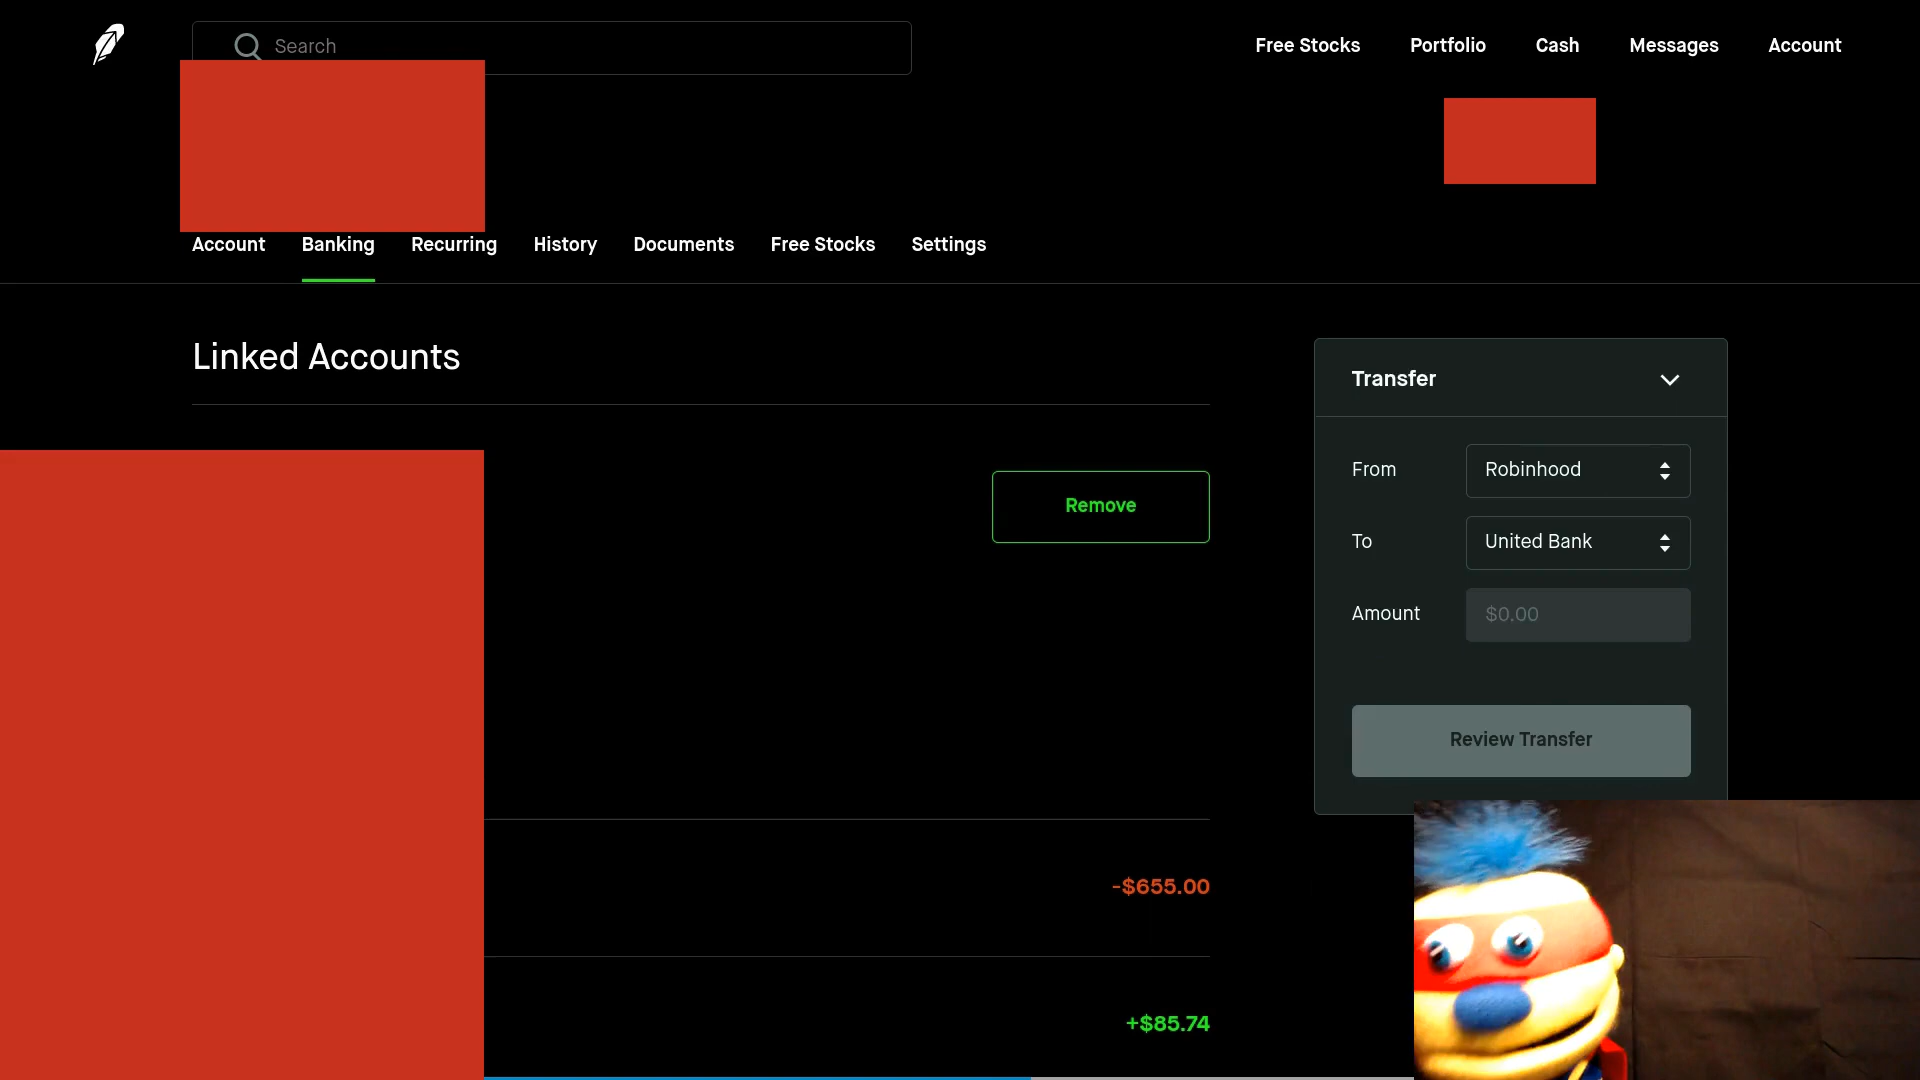 Search
Free Stocks Portfolio Cash Messages Account
Account Banking Recurring History Documents Free Stocks Settings
Linked Accounts
Remove
Transfer
From Robinhood
To United Bank
Amount $0.00
Review Transfer
-$655.00
+$85.74